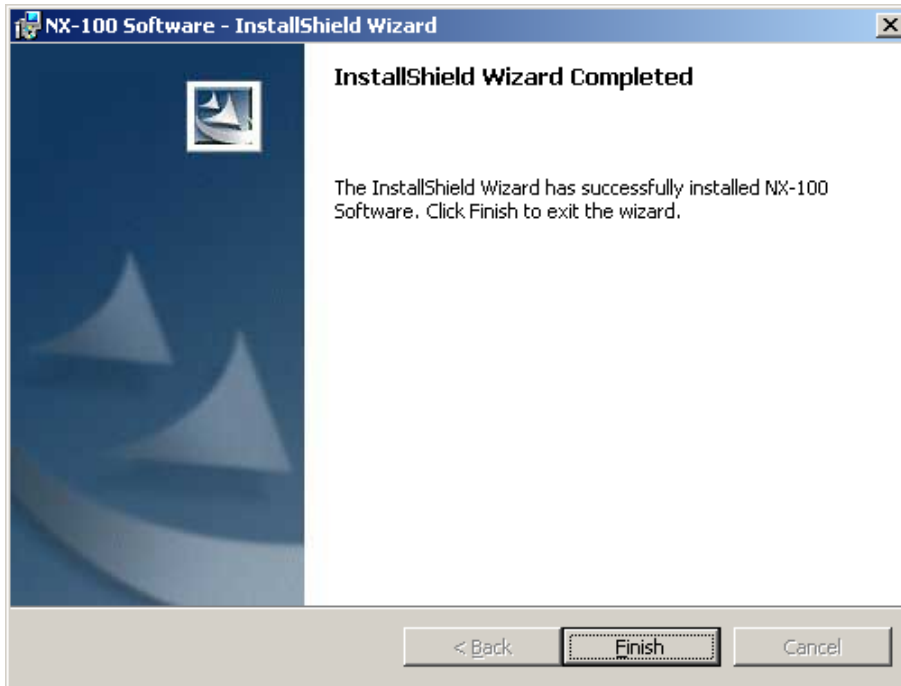 NX-100 Software - InstallShield Wizard
InstallShield Wizard Completed
The InstallShield Wizard has successfully installed NX-100
Software. Click Finish to exit the wizard.
< Back
Finish
Cancel